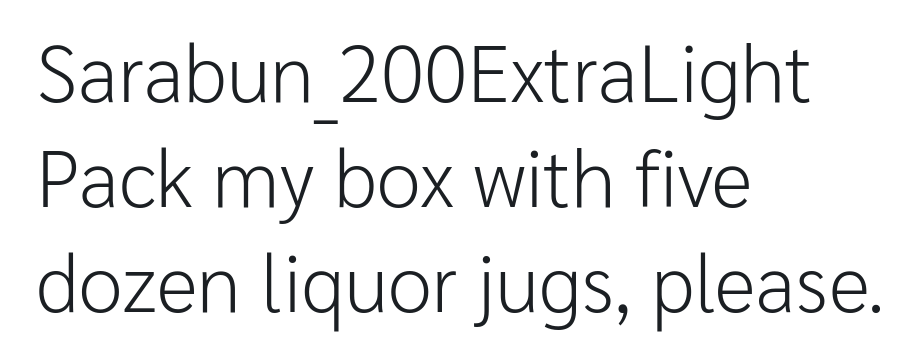 Sarabun_200ExtraLight
Pack my box with five
dozen liquor jugs, please.